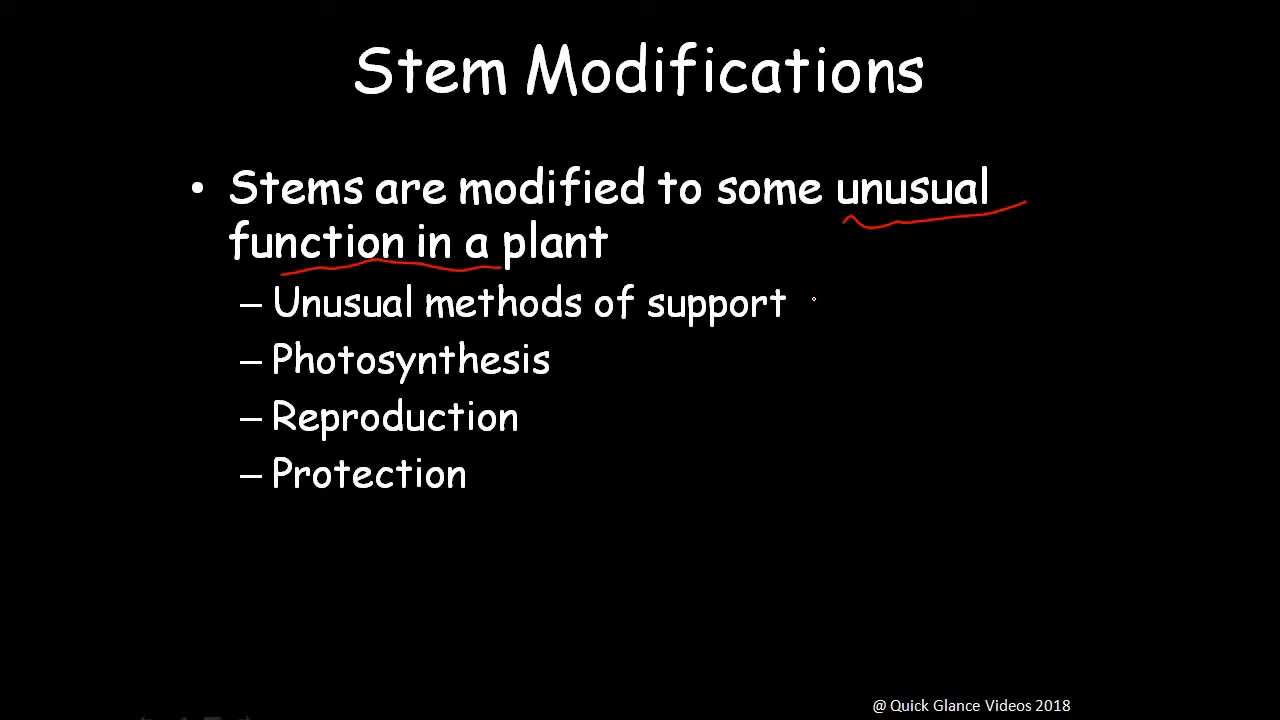 Stem Modifications
• Stems are modified to some unusual
function in a plant
– Unusual methods of support
– Photosynthesis
– Reproduction
– Protection
@ Quick Glance Videos 2018